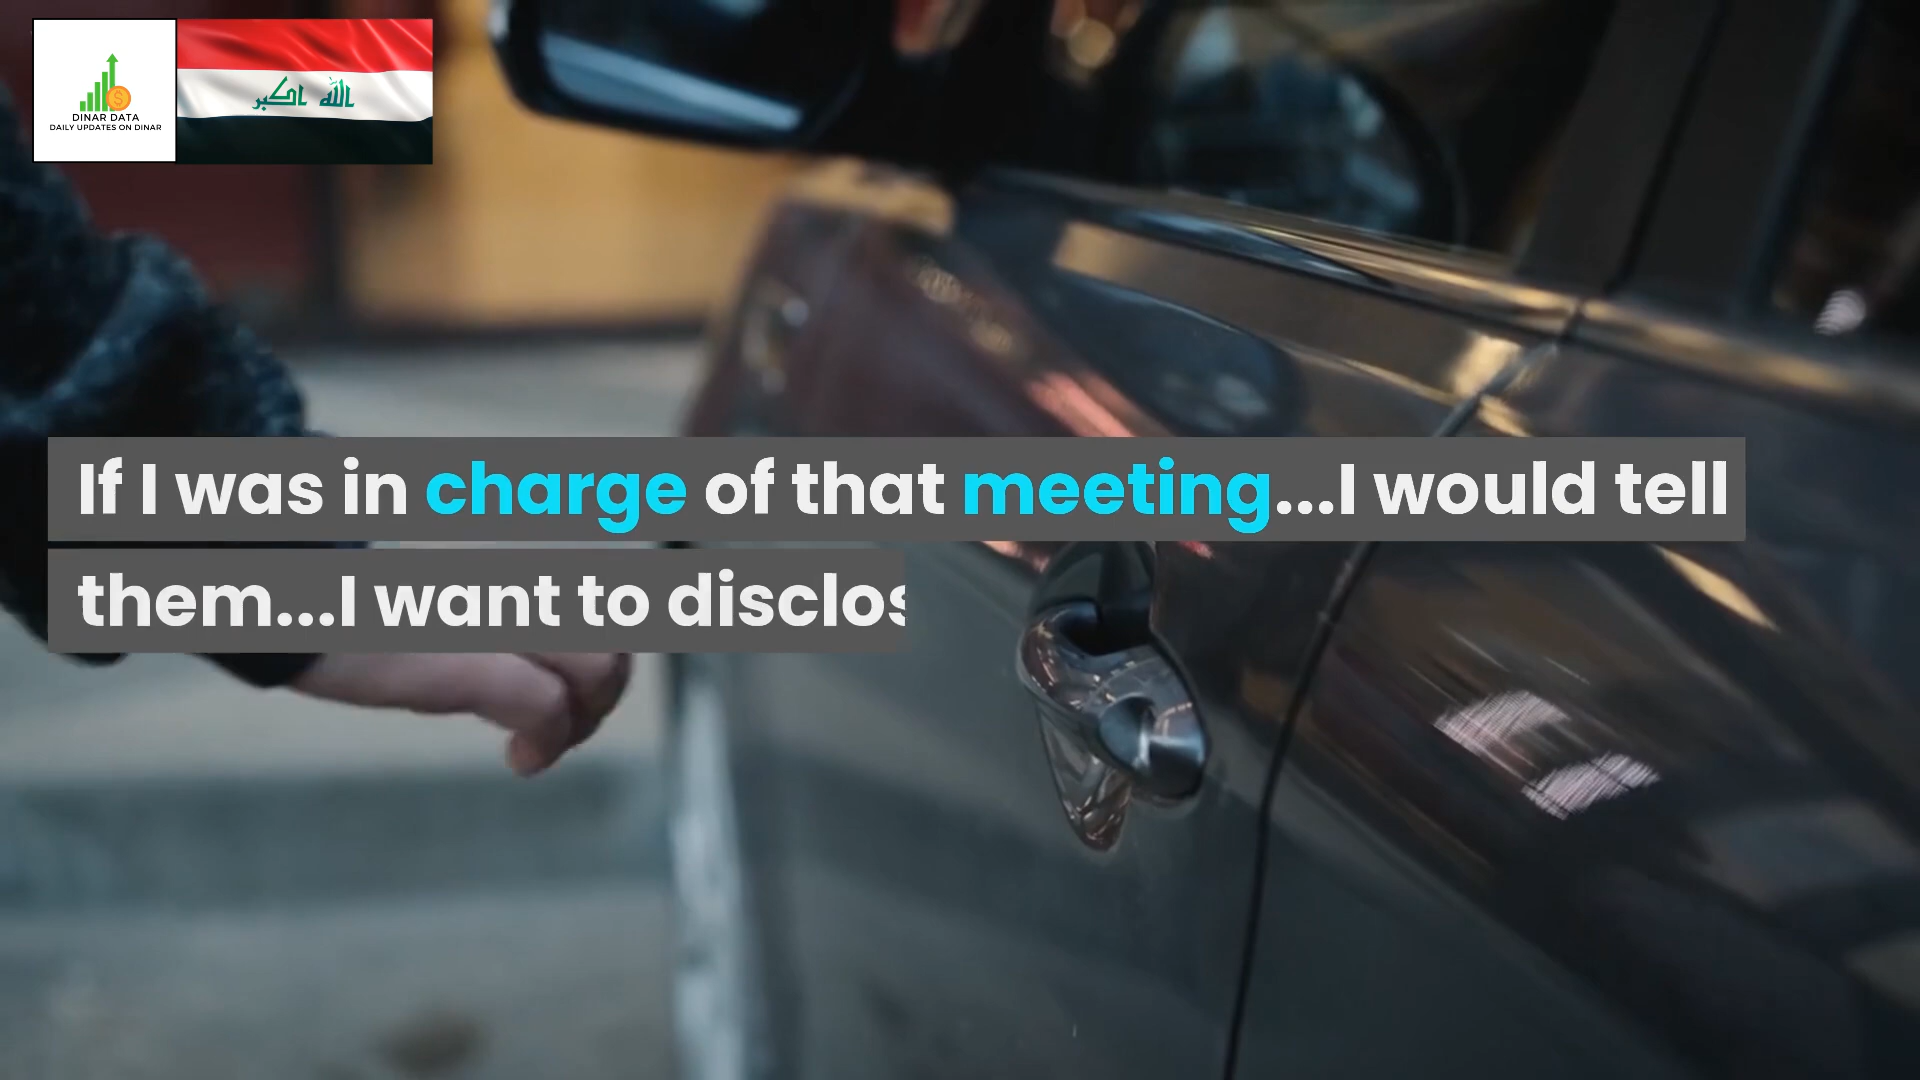 DINAR DATA
DAILY UPDATES ON DINAR
الله اكبر
If I was in charge of that meeting...I would tell
them...I want to disclos